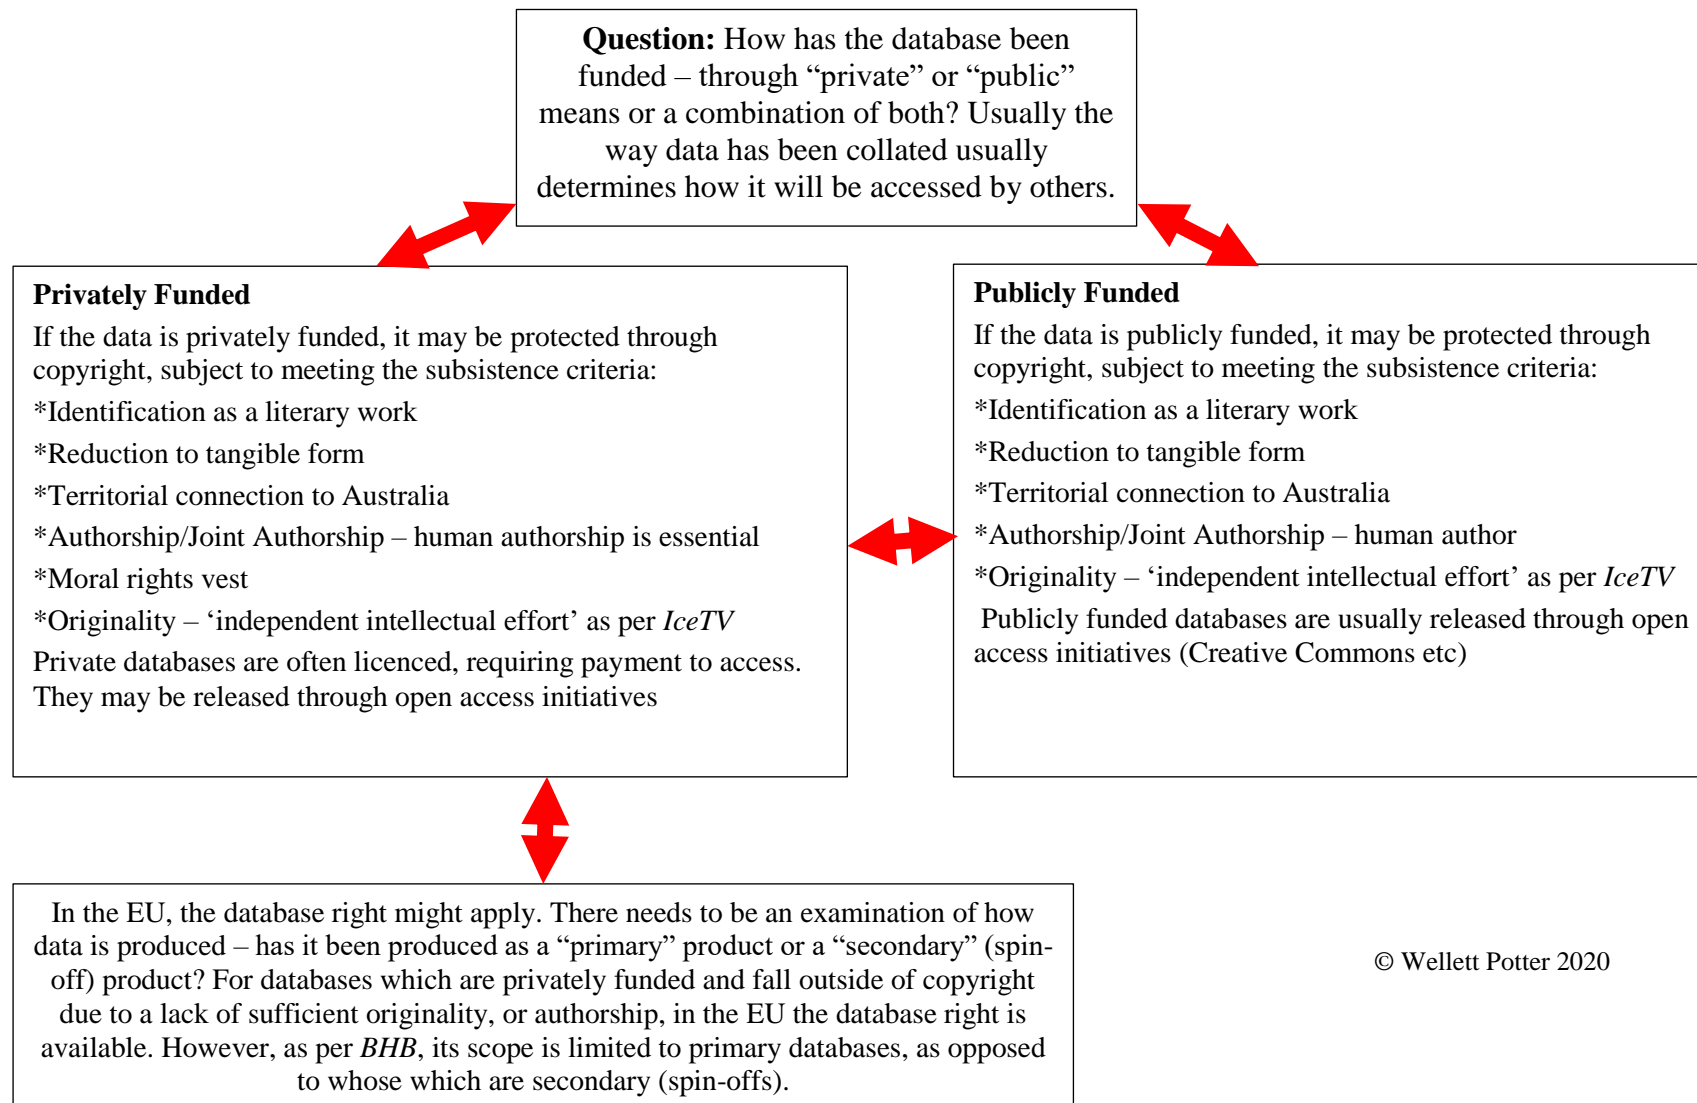 Question: How has the database been
funded – through “private” or “public”
means or a combination of both? Usually the
way data has been collated usually
determines how it will be accessed by others.
Privately Funded
If the data is privately funded, it may be protected through
copyright, subject to meeting the subsistence criteria:
*Identification as a literary work
*Reduction to tangible form
*Territorial connection to Australia
*Authorship/Joint Authorship – human authorship is essential
*Moral rights vest
*Originality – ‘independent intellectual effort’ as per IceTV
Private databases are often licenced, requiring payment to access.
They may be released through open access initiatives
Publicly Funded
If the data is publicly funded, it may be protected through
copyright, subject to meeting the subsistence criteria:
*Identification as a literary work
*Reduction to tangible form
*Territorial connection to Australia
*Authorship/Joint Authorship – human author
*Originality – ‘independent intellectual effort’ as per IceTV
Publicly funded databases are usually released through open
access initiatives (Creative Commons etc)
In the EU, the database right might apply. There needs to be an examination of how
data is produced – has it been produced as a “primary” product or a “secondary” (spin-
off) product? For databases which are privately funded and fall outside of copyright
due to a lack of sufficient originality, or authorship, in the EU the database right is
available. However, as per BHB, its scope is limited to primary databases, as opposed
to whose which are secondary (spin-offs).
© Wellett Potter 2020